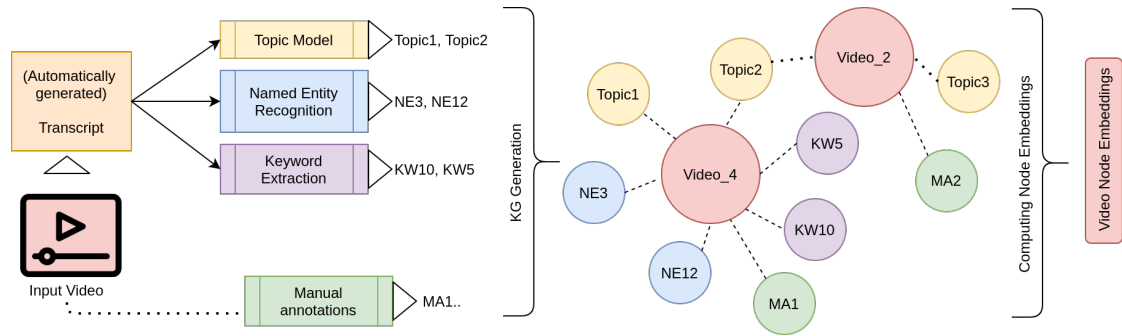 (Automatically
generated)
Transcript
Input Video
Topic Model
Topic1, Topic2
Named Entity
Recognition
NE3, NE12
Keyword
Extraction
KW10, KW5
Manual
annotations
MA1..
KG Generation
Topic1
Topic2
Video_2
Topic3
KW5
Video_4
NE3
MA2
KW10
NE12
MA1
Computing Node Embeddings
Video Node Embeddings